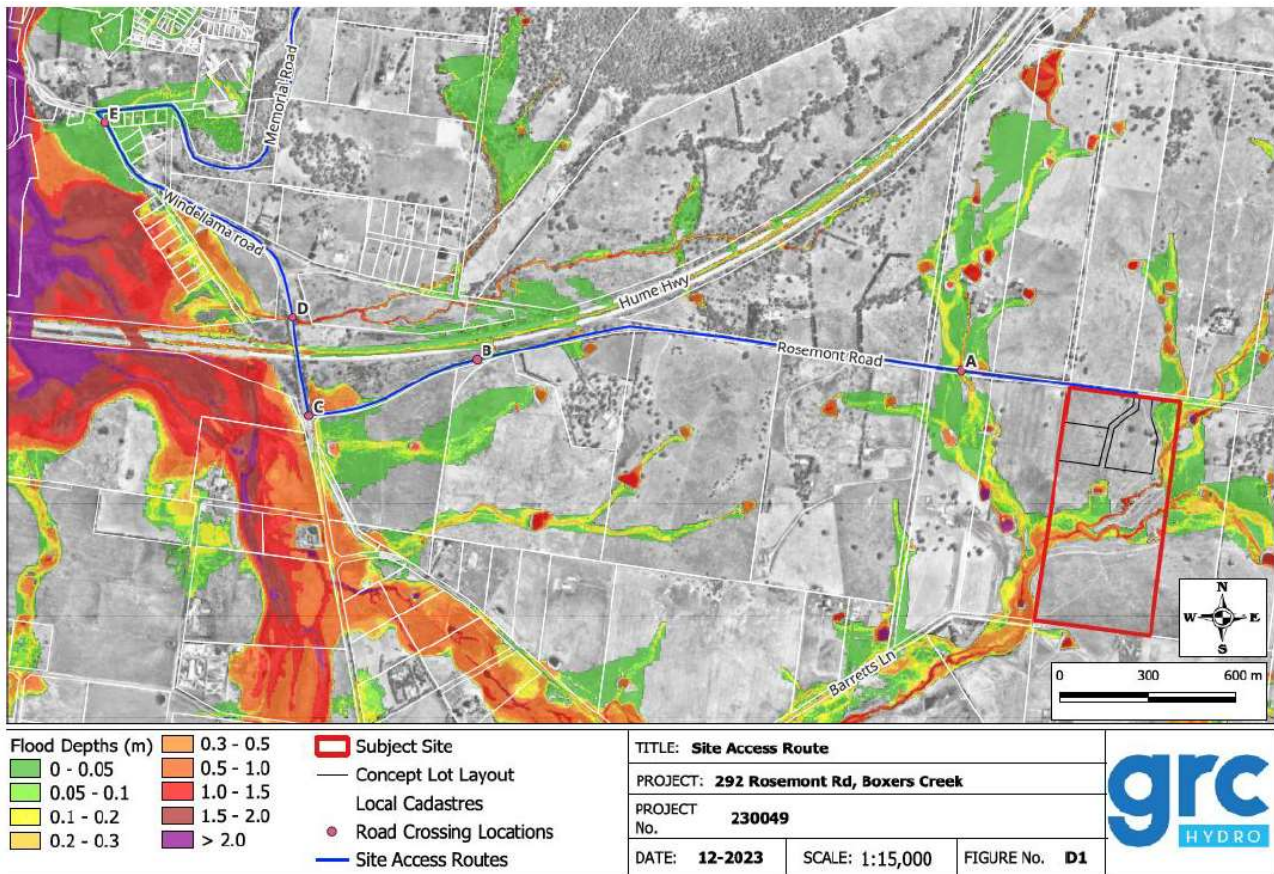 E
Memorial Road
Windellama road
D
Hume Hwy
B
Rosemont Road
A
C
Barretts Ln
N
W E
S
0 300 600 m
Flood Depths (m)
0 - 0.05
0.05 - 0.1
0.1 - 0.2
0.2 - 0.3
0.3 - 0.5
0.5 - 1.0
1.0 - 1.5
1.5 - 2.0
> 2.0
Subject Site
Concept Lot Layout
Local Cadastres
Road Crossing Locations
Site Access Routes
TITLE: Site Access Route
PROJECT: 292 Rosemont Rd, Boxers Creek
PROJECT
No. 230049
DATE: 12-2023
SCALE: 1:15,000
FIGURE No. D1
grc
HYDRO